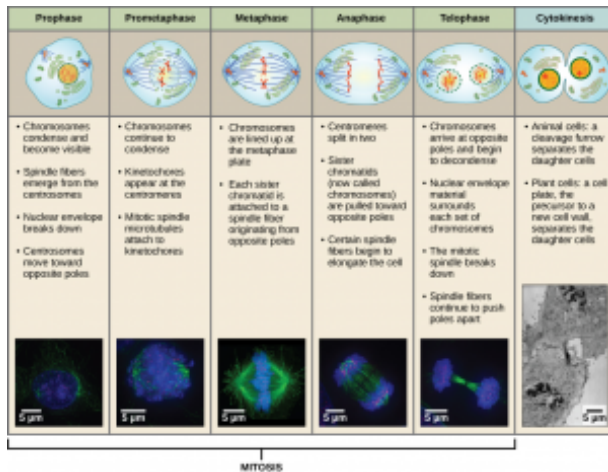 Prophase
Prometaphase
Metaphase
Anaphase
Telophase
Cytokinesis
• Chromosomes
condense and
become visible
• Spindle fibers
emerge from the
centrosomes
• Nuclear envelope
breaks down
• Centrosomes
move toward
opposite poles
• Chromosomes
continue to
condense
• Kinetochores
appear at the
centromeres
• Mitotic spindle
microtubules
attach to
kinetochores
• Chromosomes
are lined up at
the metaphase
plate
• Each sister
chromatid is
attached to a
spindle fiber
originating from
opposite poles
• Centromeres
split in two
• Sister
chromatids
(now called
chromosomes)
are pulled toward
opposite poles
• Certain spindle
fibers begin to
elongate the cell
• Chromosomes
arrive at opposite
poles and begin
to decondense
• Nuclear envelope
material
surrounds
each set of
chromosomes
• The mitotic
spindle breaks
down
• Spindle fibers
continue to push
poles apart
• Animal cells: a
cleavage furrow
separates the
daughter cells
• Plant cells: a cell
plate, the
precursor to
a new cell wall,
separates the
daughter cells
5 µm
5 µm
5 µm
5 µm
5 µm
5 µm
MITOSIS